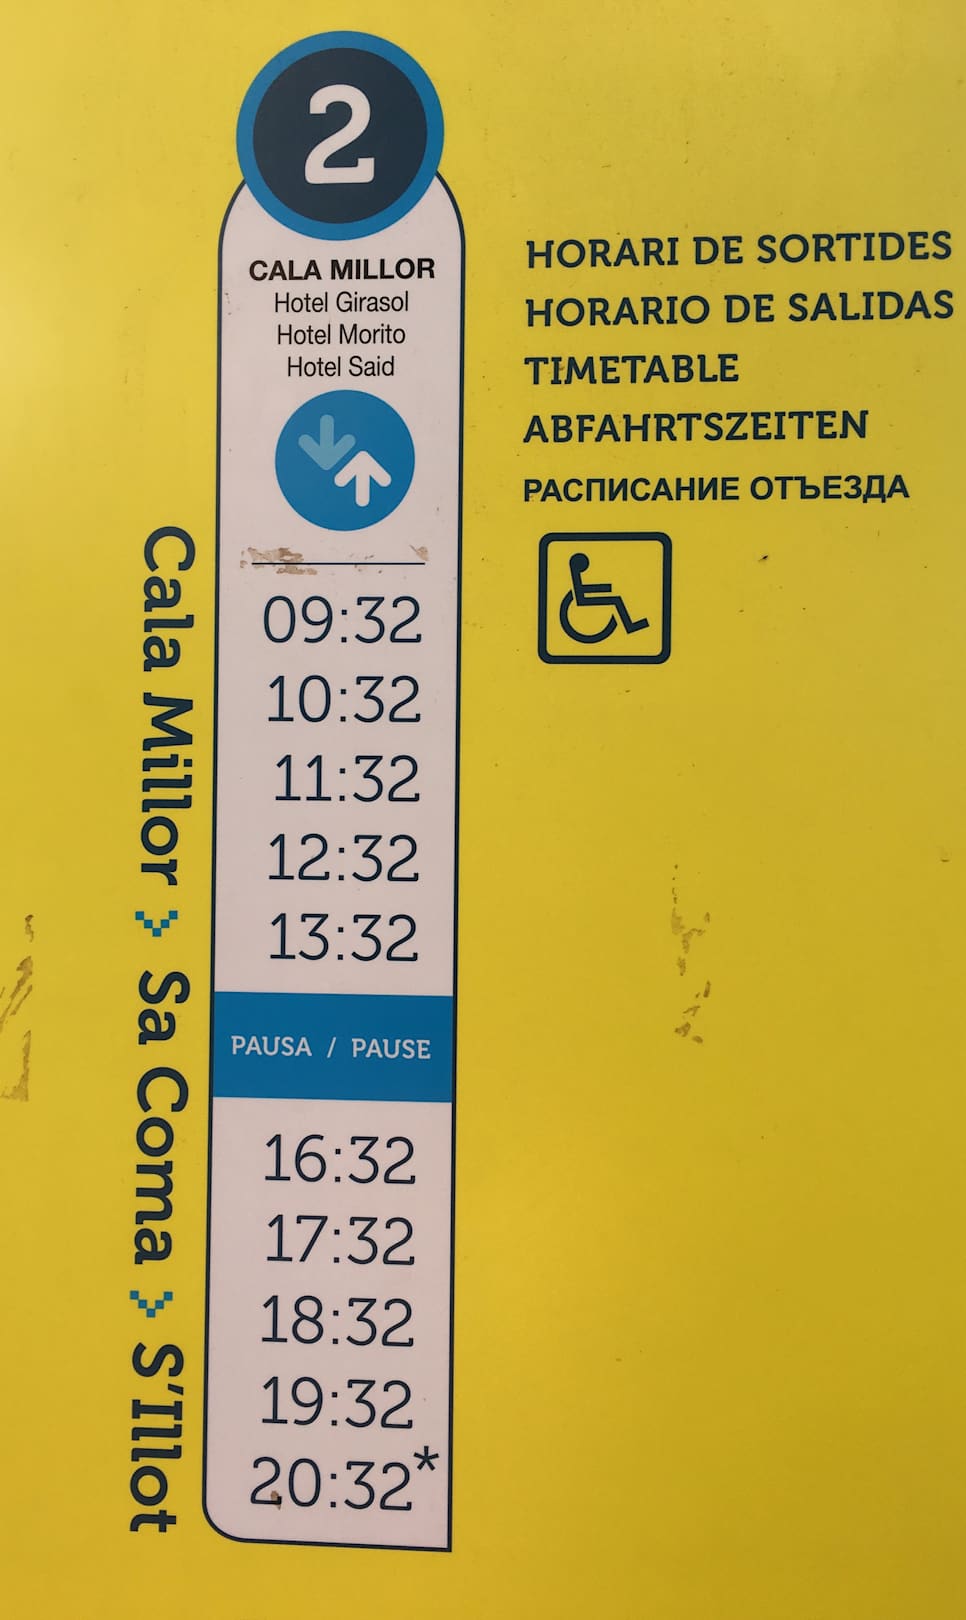 2
CALA MILLOR
Hotel Girasol
Hotel Morito
Hotel Said
HORARI DE SORTIDES
HORARIO DE SALIDAS
TIMETABLE
ABFAHRTSZEITEN
РАСПИСАНИЕ ОТЪЕЗДА
Cala Millor > Sa Coma > S'Illot
09:32
10:32
11:32
12:32
13:32
PAUSA / PAUSE
16:32
17:32
18:32
19:32
20:32*